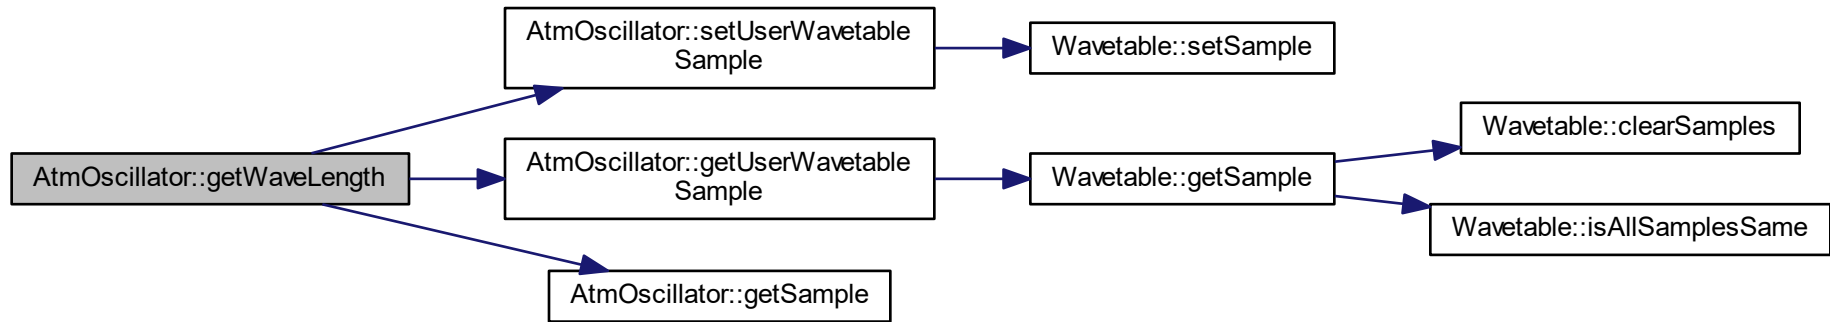 AtmOscillator::getWaveLength
AtmOscillator::setUserWavetable
Sample
Wavetable::setSample
AtmOscillator::getUserWavetable
Sample
Wavetable::getSample
Wavetable::clearSamples
Wavetable::isAllSamplesSame
AtmOscillator::getSample